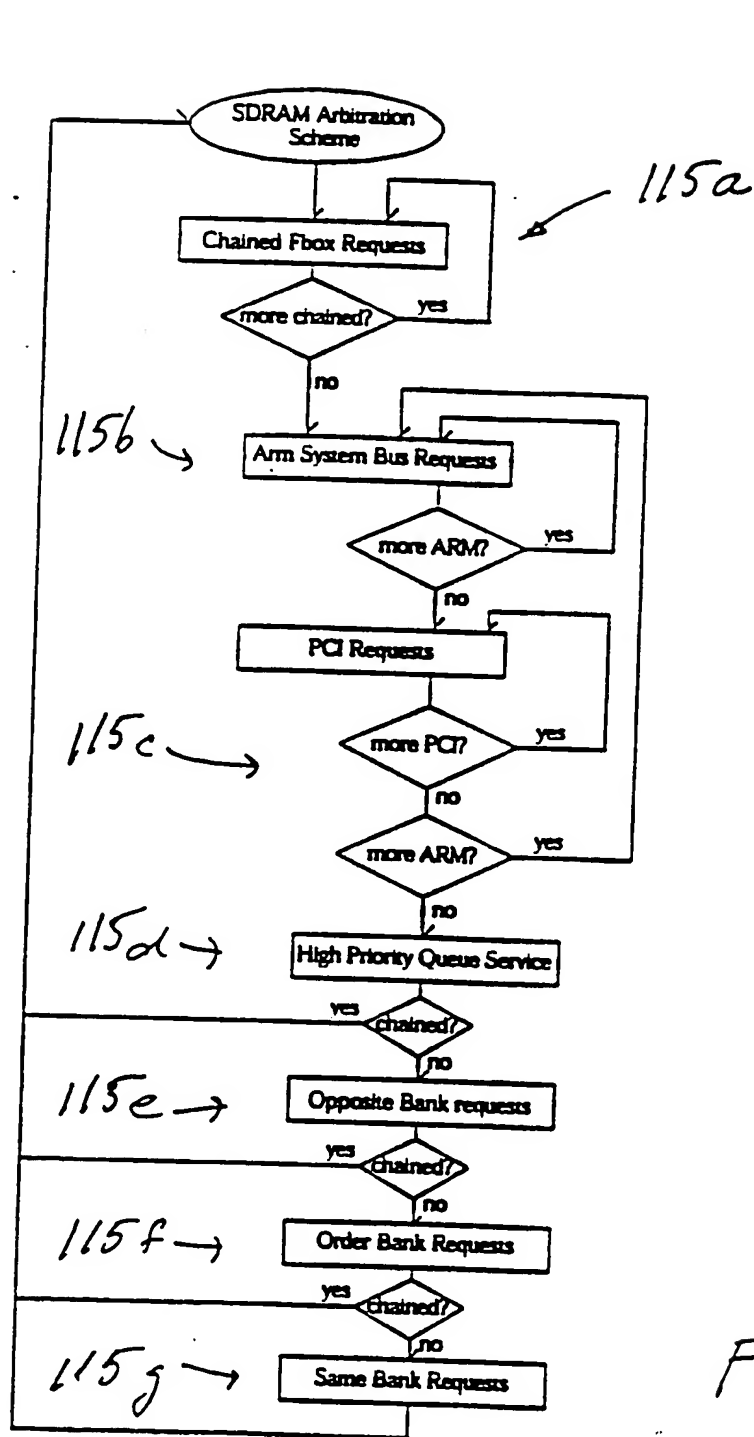 SDRAM Arbitration
Scheme
115a
Chained Fbox Requests
more chained?
yes
no
115b
Arm System Bus Requests
more ARM?
yes
no
PCI Requests
115c
more PCI?
yes
no
more ARM?
yes
no
115d
High Priority Queue Service
yes
chained?
no
115e
Opposite Bank requests
yes
chained?
no
115f
Order Bank Requests
yes
chained?
no
115g
Same Bank Requests
F